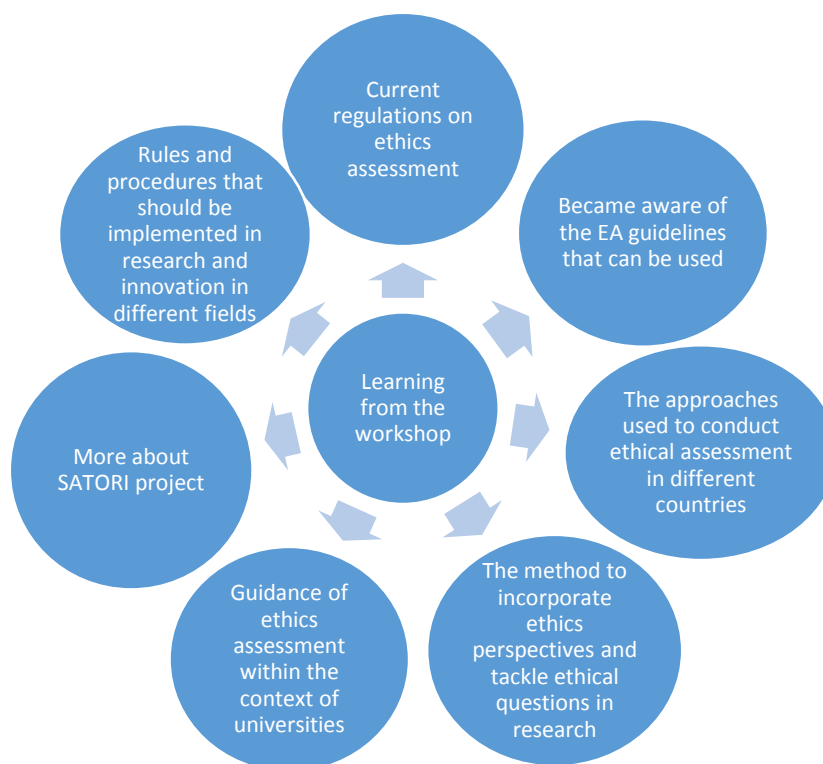 Current
regulations on
ethics
assessment
Became aware of
the EA guidelines
that can be used
The approaches
used to conduct
ethical assessment
in different
countries
The method to
incorporate
ethics
perspectives and
tackle ethical
questions in
research
Guidance of
ethics
assessment
within the
context of
universities
More about
SATORI project
Rules and
procedures that
should be
implemented in
research and
innovation in
different fields
Learning
from the
workshop